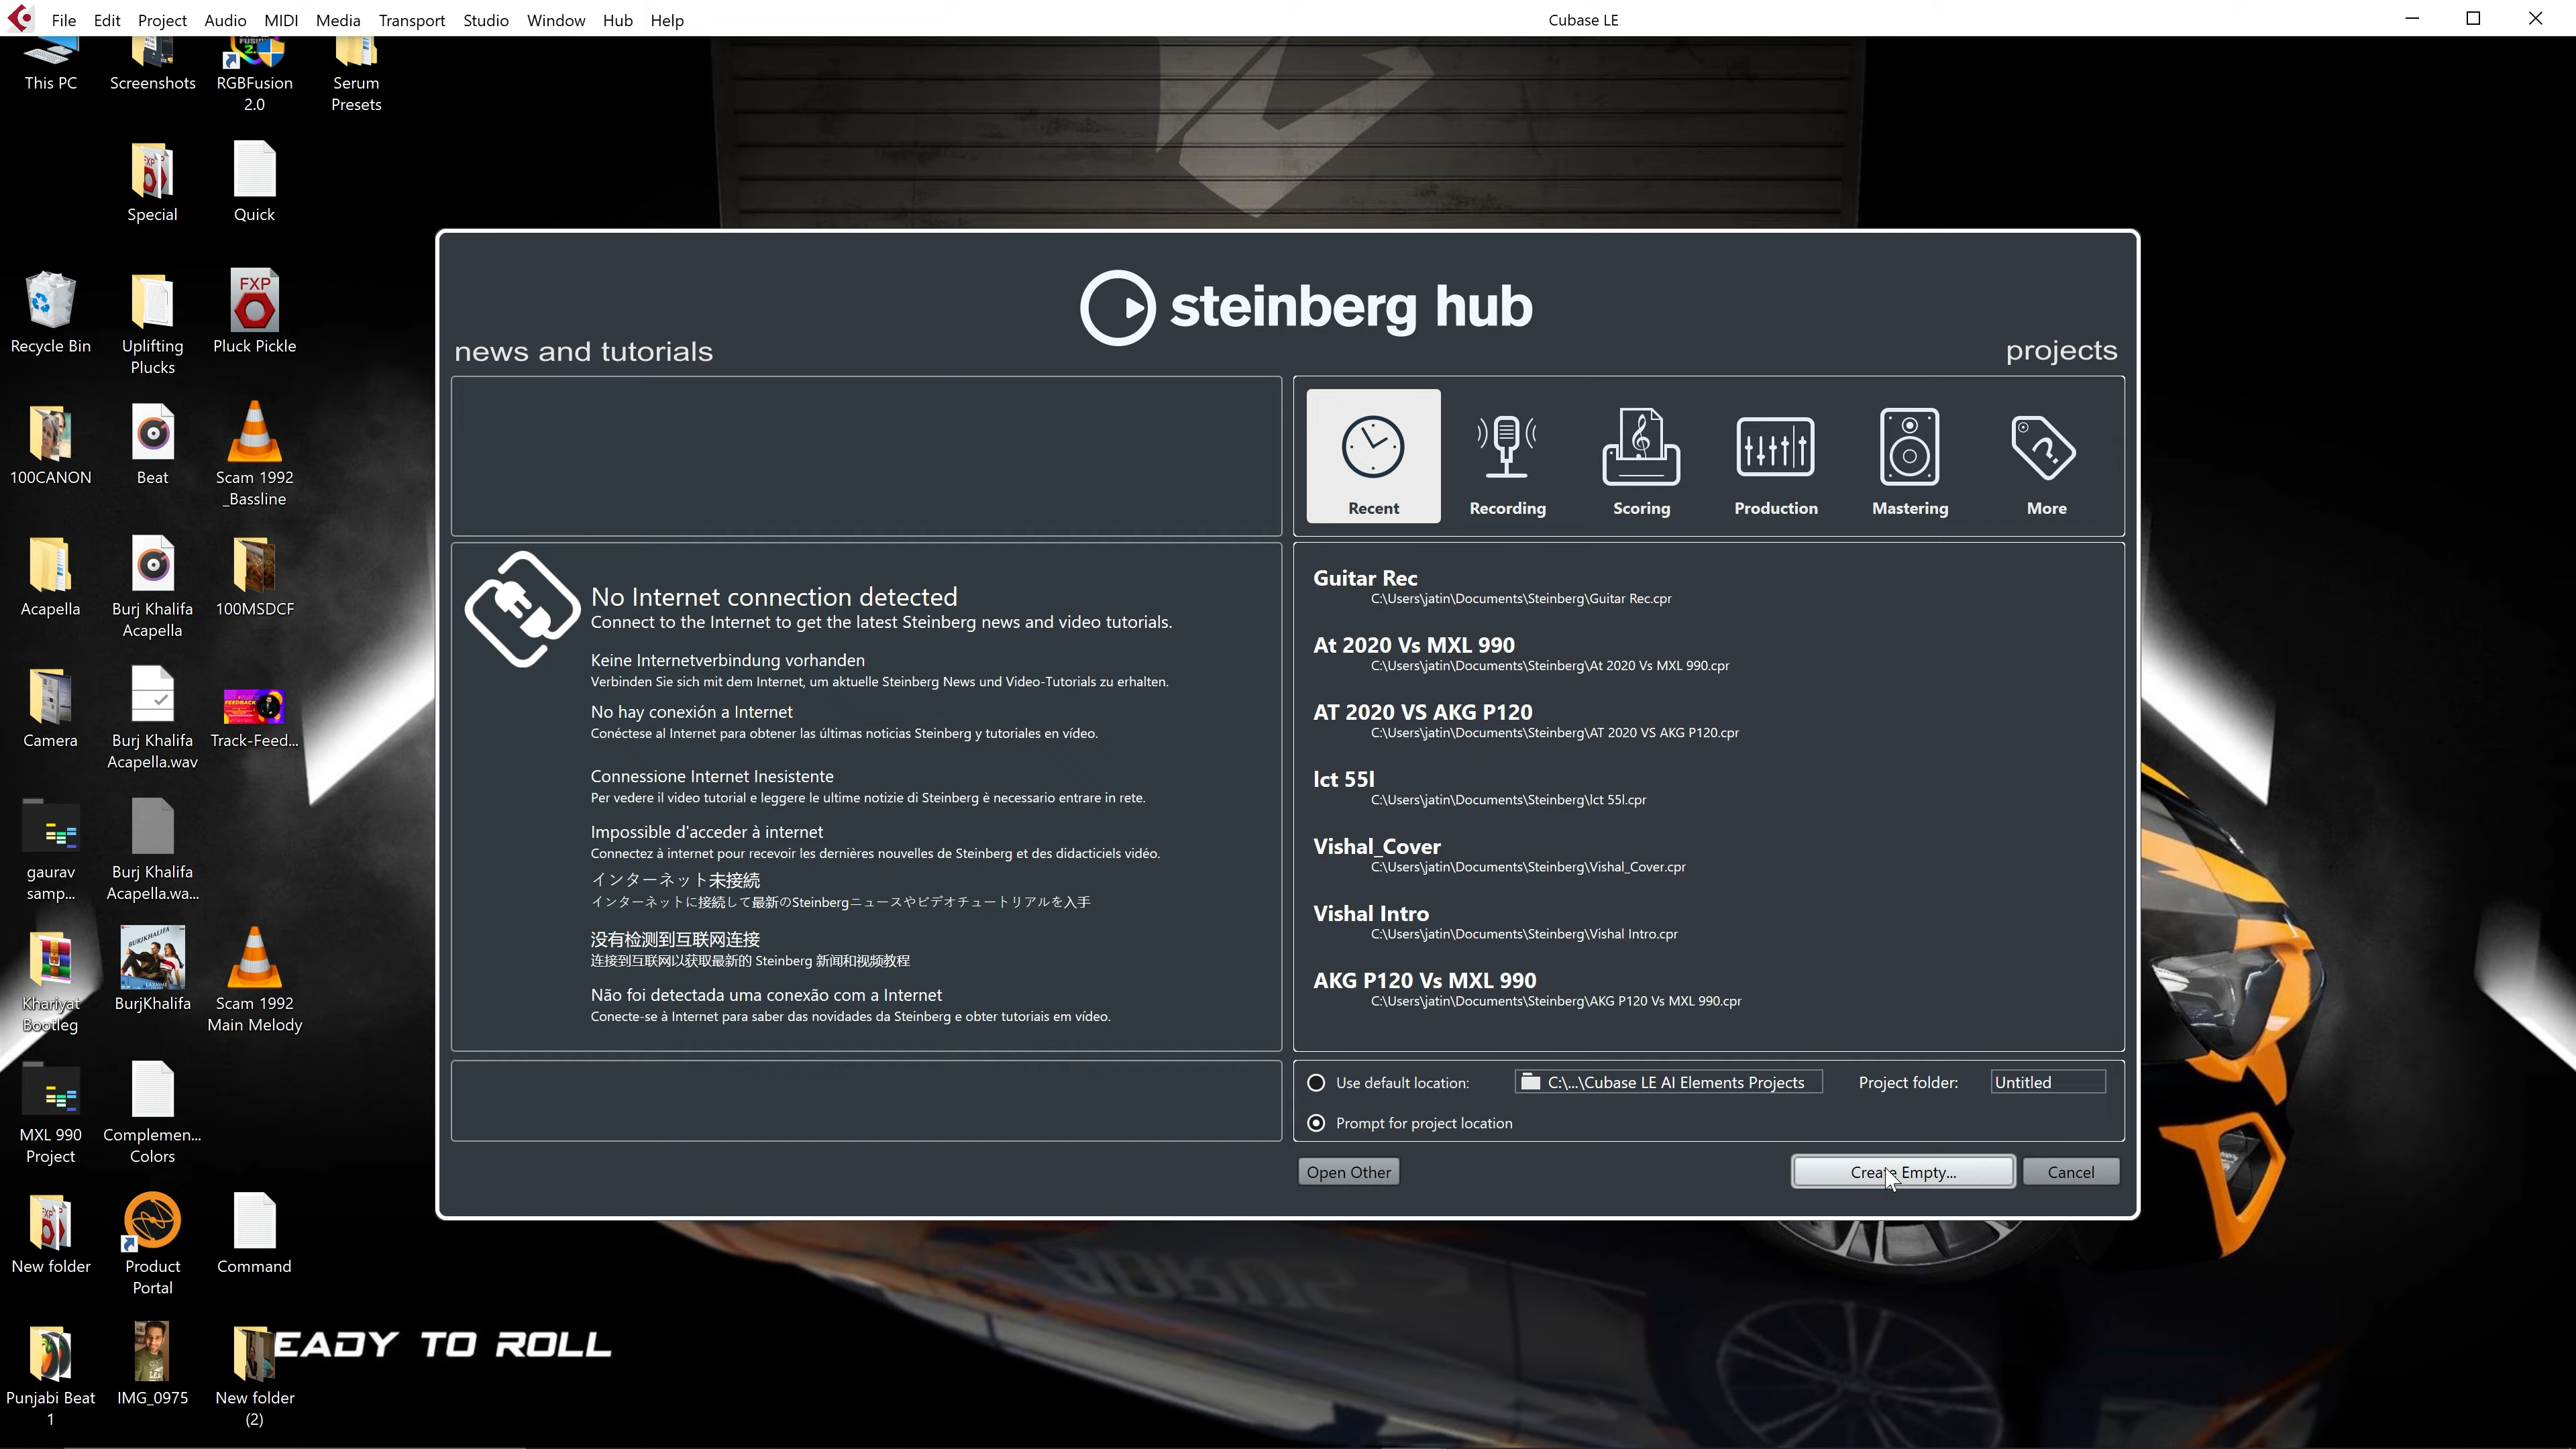 File Edit Project Audio MIDI Media Transport Studio Window Hub Help
Cubase LE
This PC
Screenshots
RGBFusion
2.0
Serum
Presets
Special
Quick
FXP
Recycle Bin
Uplifting
Plucks
Pluck Pickle
100CANON
Beat
Scam 1992
_Bassline
Acapella
Burj Khalifa
Acapella
100MSDCF
Camera
Burj Khalifa
Acapella.wav
FEEDBACK
Track-Feed...
gaurav
samp...
Burj Khalifa
Acapella.wa...
Khariyat
Bootleg
BURJKHALIFA
BurjKhalifa
Scam 1992
Main Melody
MXL 990
Project
Complemen...
Colors
New folder
Product
Portal
Command
Punjabi Beat
1
IMG_0975
New folder
(2)
EADY TO ROLL
steinberg hub
news and tutorials
projects
No Internet connection detected
Connect to the Internet to get the latest Steinberg news and video tutorials.
Keine Internetverbindung vorhanden
Verbinden Sie sich mit dem Internet, um aktuelle Steinberg News und Video-Tutorials zu erhalten.
No hay conexión a Internet
Conéctese al Internet para obtener las últimas noticias Steinberg y tutoriales en vídeo.
Connessione Internet Inesistente
Per vedere il video tutorial e leggere le ultime notizie di Steinberg è necessario entrare in rete.
Impossible d'acceder à internet
Connectez à internet pour recevoir les dernières nouvelles de Steinberg et des didacticiels vidéo.
インターネット未接続
インターネットに接続して最新のSteinbergニュースやビデオチュートリアルを入手
没有检测到互联网连接
连接到互联网以获取最新的 Steinberg 新闻和视频教程
Não foi detectada uma conexão com a Internet
Conecte-se à Internet para saber das novidades da Steinberg e obter tutoriais em vídeo.
Recent
Recording
Scoring
Production
Mastering
More
Guitar Rec
C:\Users\jatin\Documents\Steinberg\Guitar Rec.cpr
At 2020 Vs MXL 990
C:\Users\jatin\Documents\Steinberg\At 2020 Vs MXL 990.cpr
AT 2020 VS AKG P120
C:\Users\jatin\Documents\Steinberg\AT 2020 VS AKG P120.cpr
lct 55l
C:\Users\jatin\Documents\Steinberg\lct 55l.cpr
Vishal_Cover
C:\Users\jatin\Documents\Steinberg\Vishal_Cover.cpr
Vishal Intro
C:\Users\jatin\Documents\Steinberg\Vishal Intro.cpr
AKG P120 Vs MXL 990
C:\Users\jatin\Documents\Steinberg\AKG P120 Vs MXL 990.cpr
Use default location:
C:\...\Cubase LE AI Elements Projects
Project folder:
Untitled
Prompt for project location
Open Other
Create Empty...
Cancel